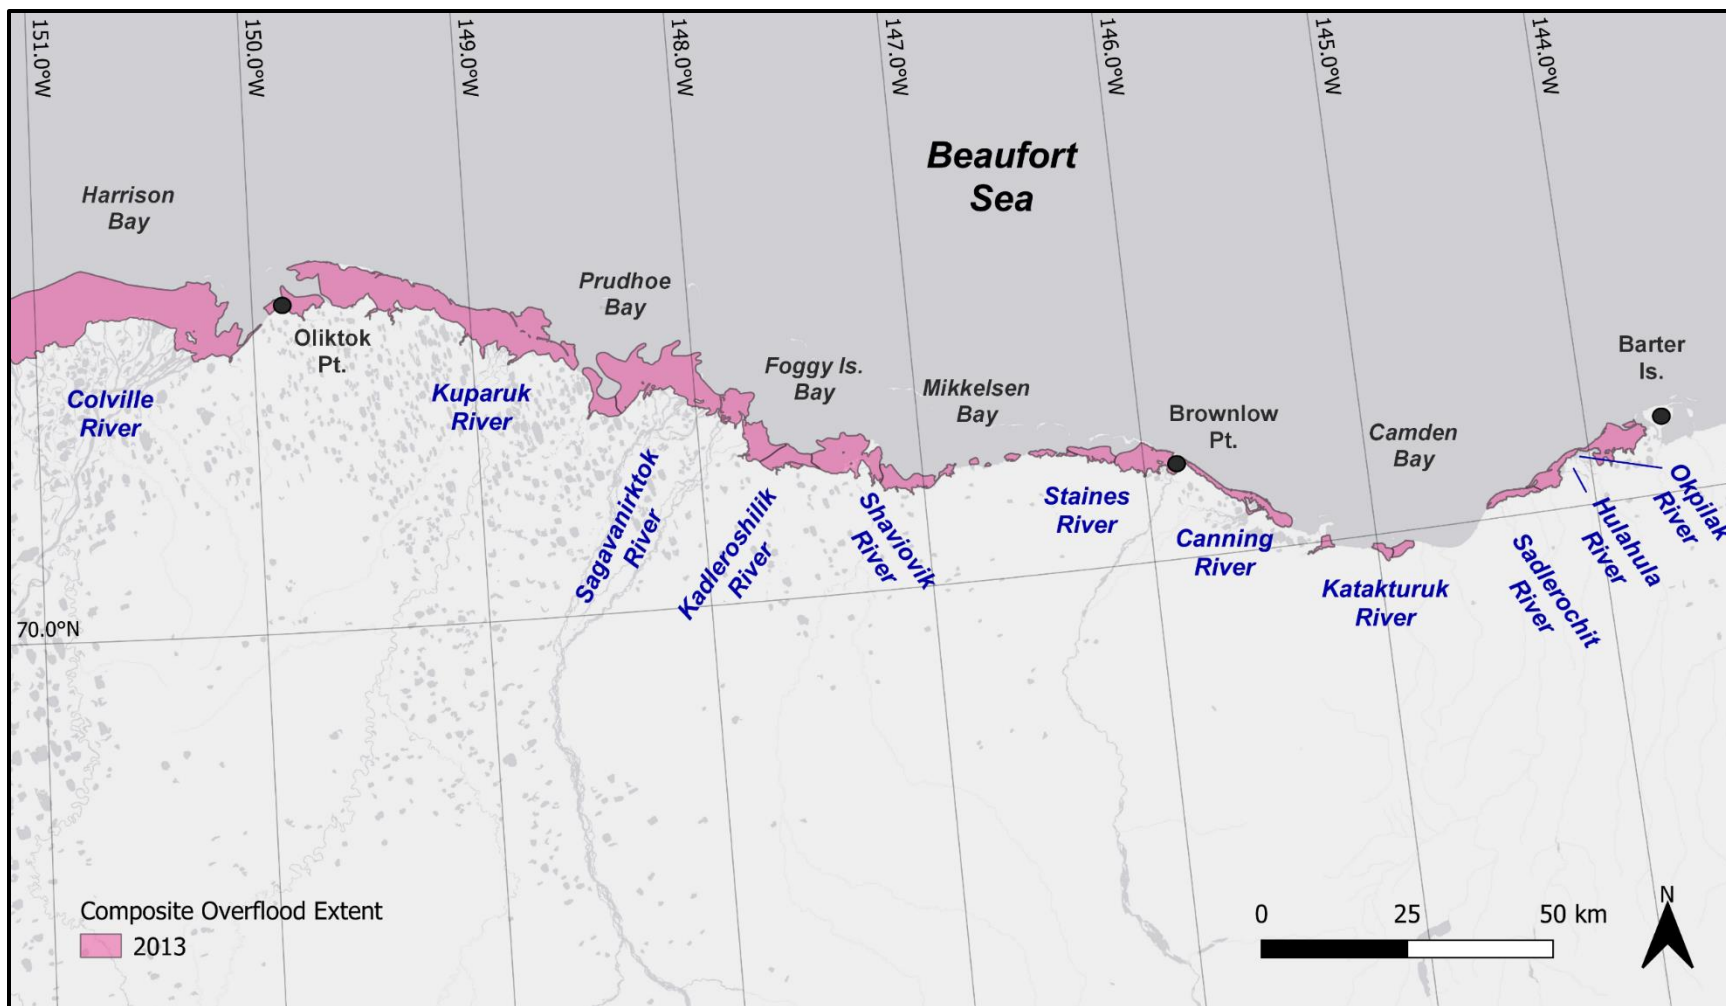 151.0°W
150.0°W
149.0°W
148.0°W
147.0°W
146.0°W
145.0°W
144.0°W
Beaufort
Sea
Harrison
Bay
Prudhoe
Bay
Oliktok
Pt.
Foggy Is.
Bay
Mikkelsen
Bay
Brownlow
Pt.
Camden
Bay
Barter
Is.
Colville
River
Kuparuk
River
Sagavanirktok
River
Kadleroshilik
River
Shaviovik
River
Staines
River
Canning
River
Katakturuk
River
Sadlerochit
River
Hulahula
River
Okpilak
River
70.0°N
Composite Overflood Extent
2013
0 25 50 km
N